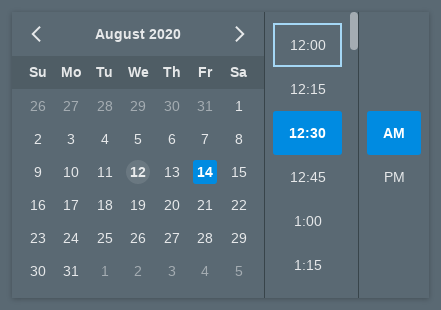 August 2020
Su Mo Tu We Th Fr Sa
26 27 28 29 30 31 1
2 3 4 5 6 7 8
9 10 11 12 13 14 15
16 17 18 19 20 21 22
23 24 25 26 27 28 29
30 31 1 2 3 4 5
12:00
12:15
12:30
12:45
1:00
1:15
AM
PM